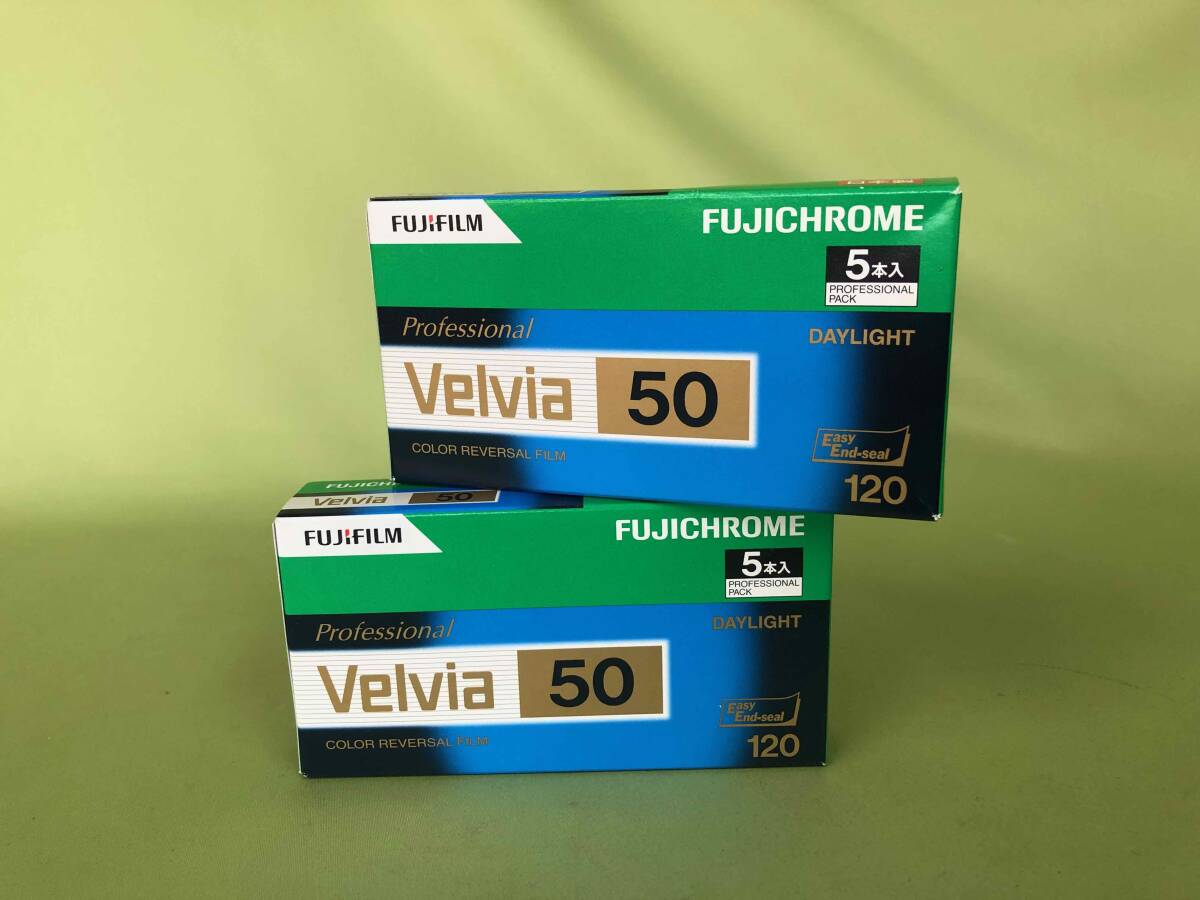 FUJIFILM
FUJICHROME
5本入
PROFESSIONAL
PACK
Professional
DAYLIGHT
Velvia 50
COLOR REVERSAL FILM
Easy
End-seal
120
FUJICHROME
Velvia 50
FUJIFILM
FUJICHROME
5本入
PROFESSIONAL
PACK
Professional
DAYLIGHT
Velvia 50
COLOR REVERSAL FILM
Easy
End-seal
120